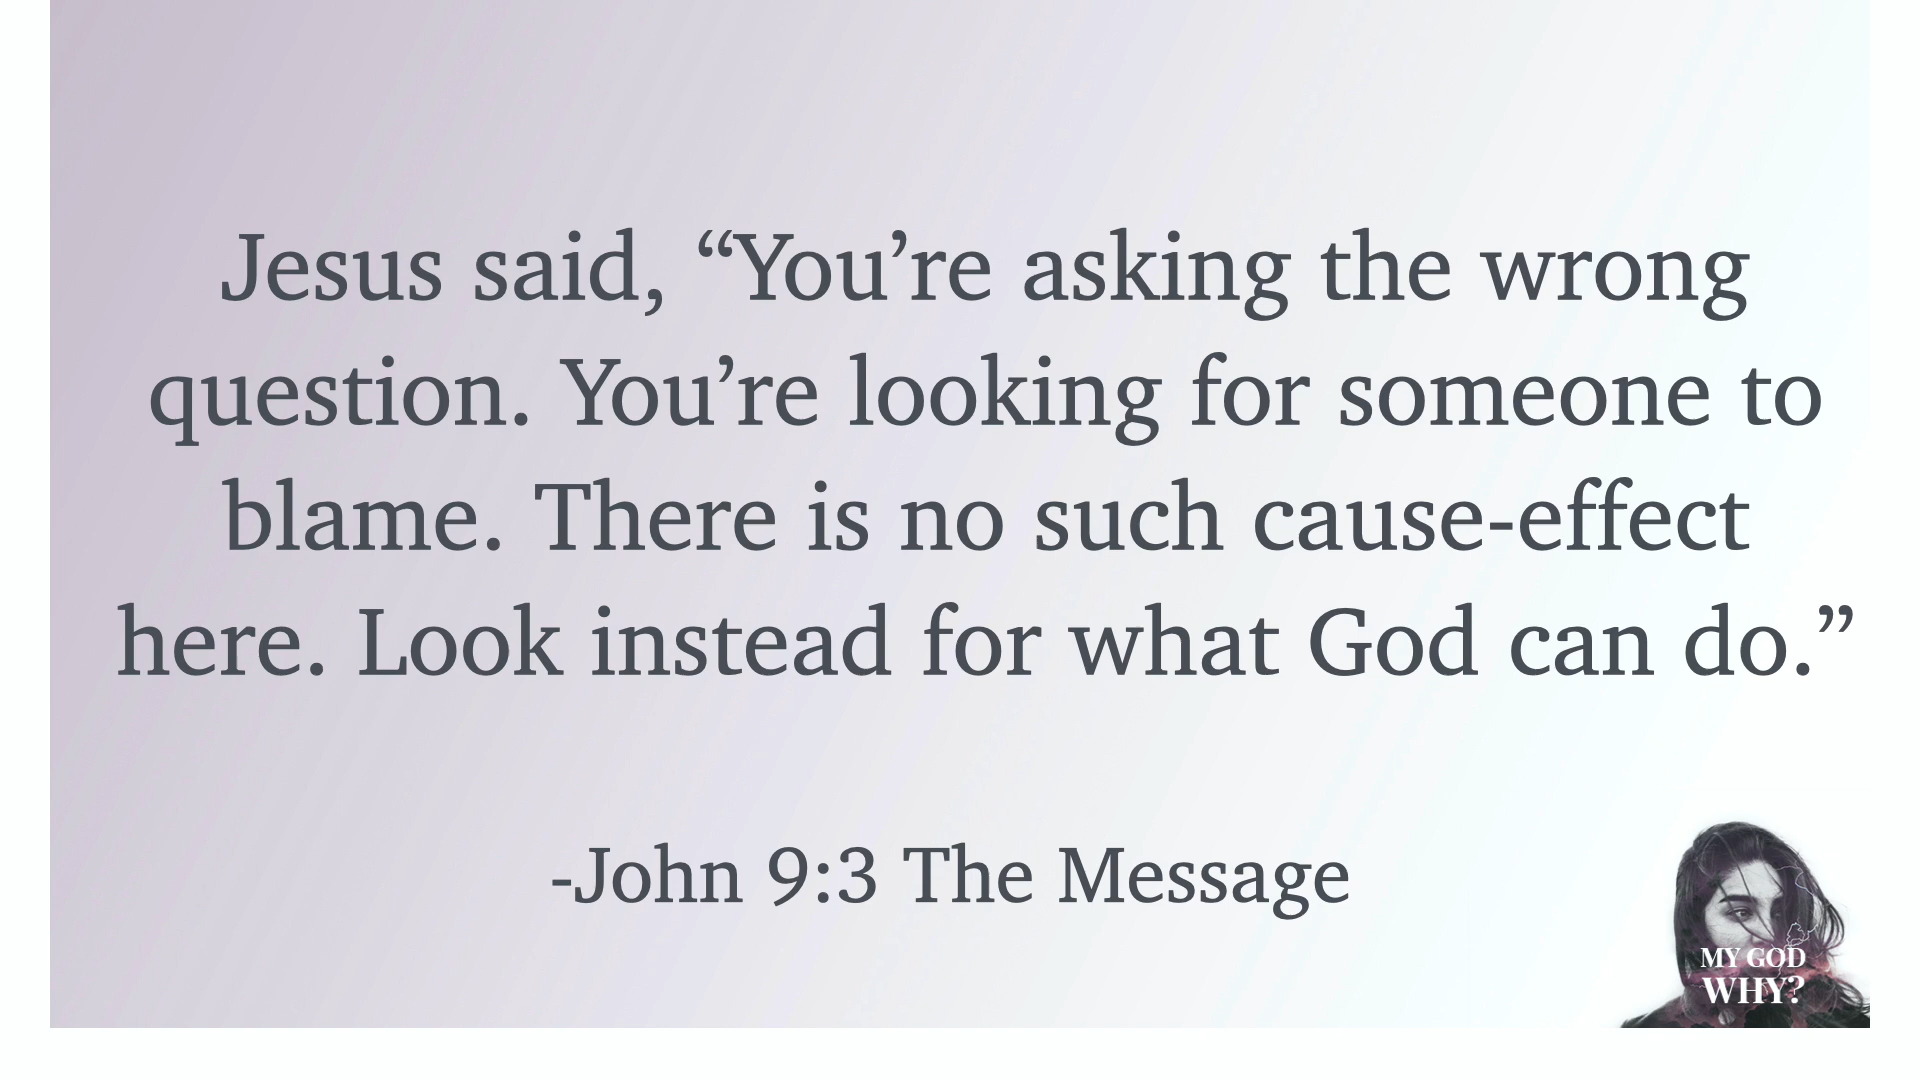 Jesus said, “You’re asking the wrong
question. You’re looking for someone to
blame. There is no such cause-effect
here. Look instead for what God can do.”
-John 9:3 The Message
MY GOD
WHY?